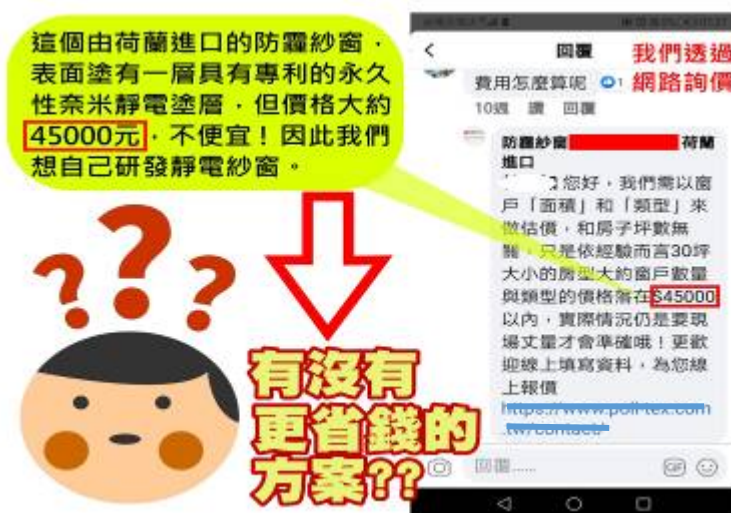 這個由荷蘭進口的防霾紗窗，
表面塗有一層具有專利的永久
性奈米靜電塗層，但價格大約
45000元，不便宜！因此我們
想自己研發靜電紗窗。
???
有沒有
更省錢的
方案??
回覆
我們透過
網路詢價
費用怎麼算呢
1
10週 讚 回覆
防霾紗窗 荷蘭
進口
您好，我們需以窗
戶「面積」和「類型」來
做估價，和房子坪數無
關，只是依經驗而言30坪
大小的房型大約窗戶數量
與類型的價格落在$45000
以內，實際情況仍是要現
場丈量才會準確哦！更歡
迎線上填寫資料，為您線
上報價
回覆......
GIF